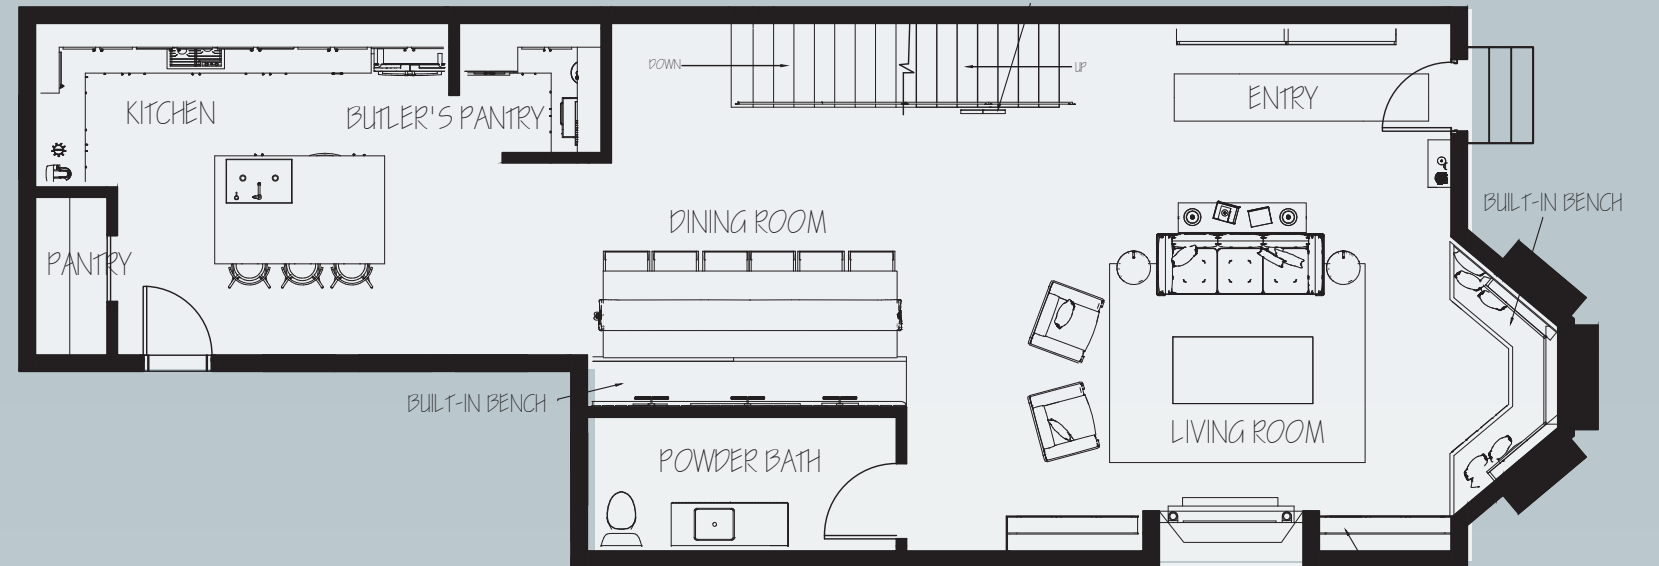 DOWN
UP
KITCHEN
BUTLER'S PANTRY
ENTRY
BUILT-IN BENCH
DINING ROOM
PANTRY
BUILT-IN BENCH
LIVING ROOM
POWDER BATH